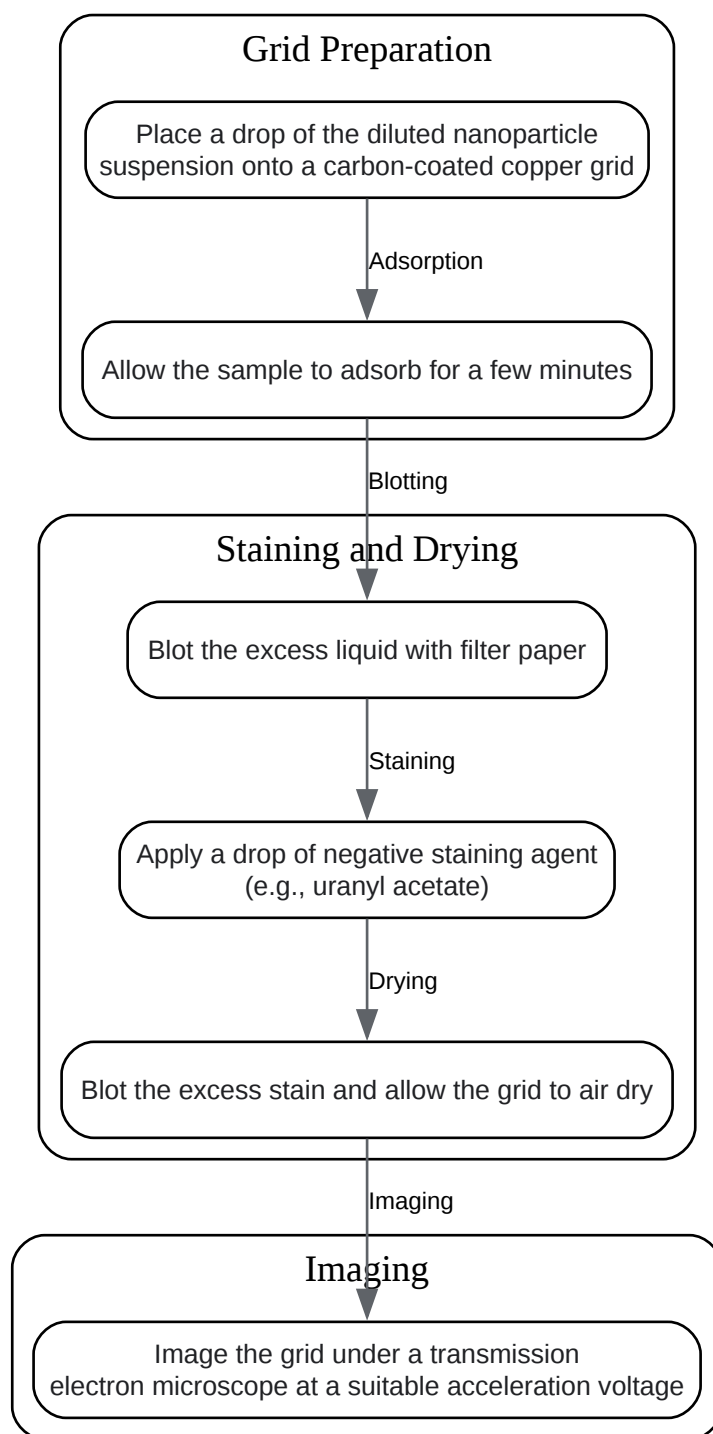 Grid Preparation
Place a drop of the diluted nanoparticle
suspension onto a carbon-coated copper grid
Adsorption
Allow the sample to adsorb for a few minutes
Blotting
Staining and Drying
Blot the excess liquid with filter paper
Staining
Apply a drop of negative staining agent
(e.g., uranyl acetate)
Drying
Blot the excess stain and allow the grid to air dry
Imaging
Imaging
Image the grid under a transmission
electron microscope at a suitable acceleration voltage